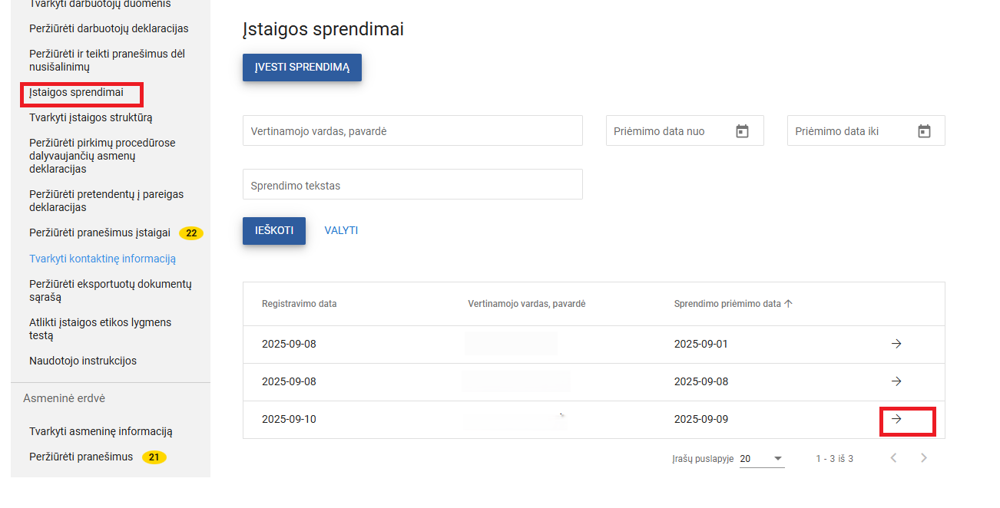 Tvarkyti darbuotojų duomenis
Peržiūrėti darbuotojų deklaracijas
Peržiūrėti ir teikti pranešimus dėl
nusišalinimų
Įstaigos sprendimai
Tvarkyti įstaigos struktūrą
Peržiūrėti pirkimų procedūrose
dalyvaujančių asmenų
deklaracijas
Peržiūrėti pretendentų į pareigas
deklaracijas
Peržiūrėti pranešimus įstaigai 22
Tvarkyti kontaktinę informaciją
Peržiūrėti eksportuotų dokumentų
sąrašą
Atlikti įstaigos etikos lygmens
testą
Naudotojo instrukcijos
Asmeninė erdvė
Tvarkyti asmeninę informaciją
Peržiūrėti pranešimus 21
Įstaigos sprendimai
ĮVESTI SPRENDIMĄ
Vertinamojo vardas, pavardė
Priėmimo data nuo
Priėmimo data iki
Sprendimo tekstas
IEŠKOTI VALYTI
Registravimo data Vertinamojo vardas, pavardė Sprendimo priėmimo data
2025-09-08 2025-09-01
2025-09-08 2025-09-08
2025-09-10 2025-09-09
Įrašų puslapyje 20 1 - 3 iš 3